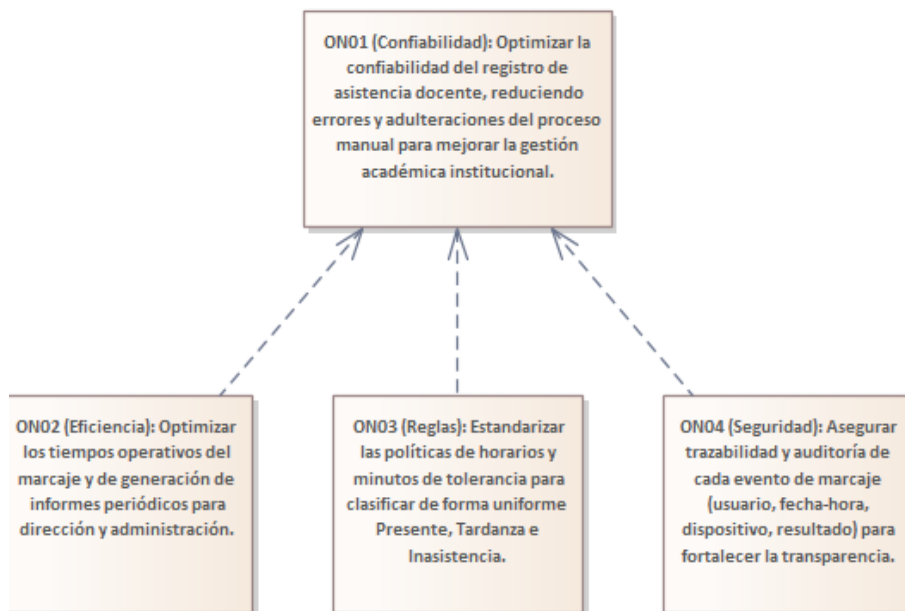 ON01 (Confiabilidad): Optimizar la
confiabilidad del registro de
asistencia docente, reduciendo
errores y adulteraciones del proceso
manual para mejorar la gestión
académica institucional.
ON02 (Eficiencia): Optimizar
los tiempos operativos del
marcaje y de generación de
informes periódicos para
dirección y administración.
ON03 (Reglas): Estandarizar
las políticas de horarios y
minutos de tolerancia para
clasificar de forma uniforme
Presente, Tardanza e
Inasistencia.
ON04 (Seguridad): Asegurar
trazabilidad y auditoría de
cada evento de marcaje
(usuario, fecha-hora,
dispositivo, resultado) para
fortalecer la transparencia.